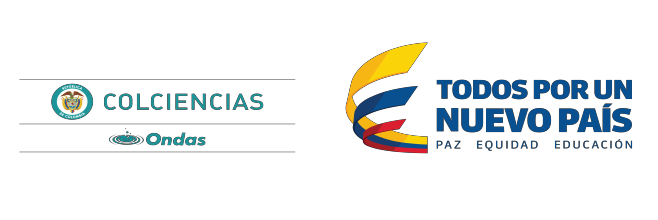 COLCIENCIAS
Ondas
TODOS POR UN
NUEVO PAÍS
PAZ EQUIDAD EDUCACIÓN